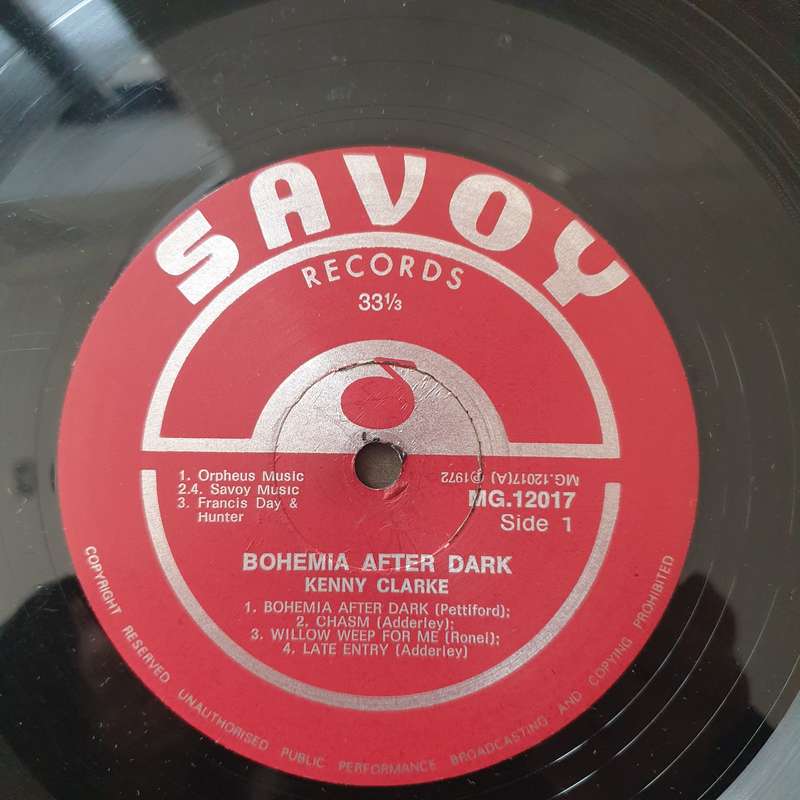 SAVOY
RECORDS
33⅓
1. Orpheus Music
2.4. Savoy Music
3. Francis Day &
Hunter
MG.12017(A) ℗1972
MG.12017
Side 1
BOHEMIA AFTER DARK
KENNY CLARKE
1. BOHEMIA AFTER DARK (Pettiford);
2. CHASM (Adderley);
3. WILLOW WEEP FOR ME (Ronel);
4. LATE ENTRY (Adderley)
COPYRIGHT RESERVED UNAUTHORISED PUBLIC PERFORMANCE BROADCASTING AND COPYING PROHIBITED